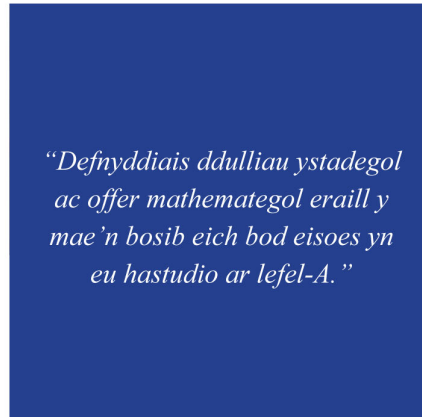 “Defnyddiais ddulliau ystadegol
ac offer mathemategol eraill y
mae’n bosib eich bod eisoes yn
eu hastudio ar lefel-A.”